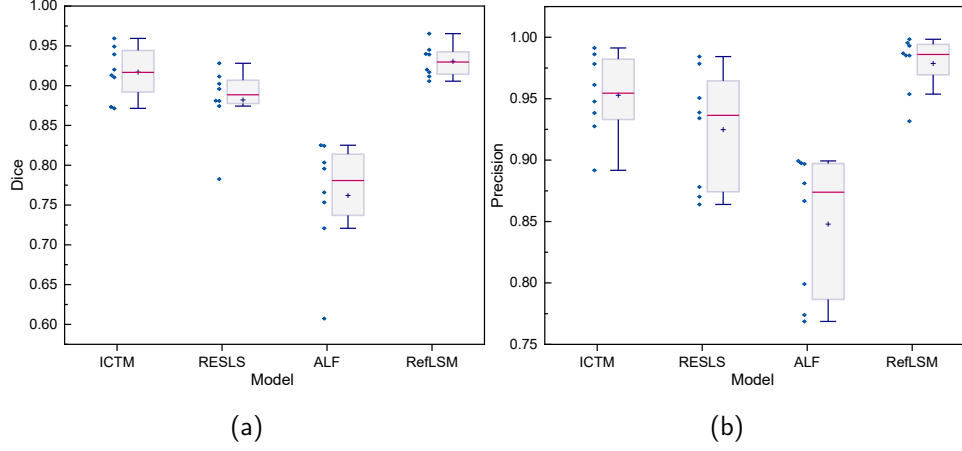 1.00
0.95
0.90
0.85
0.80
0.75
0.70
0.65
0.60
Dice
ICTM RESLS ALF RefLSM
Model
(a)
1.00
0.95
0.90
0.85
0.80
0.75
Precision
ICTM RESLS ALF RefLSM
Model
(b)